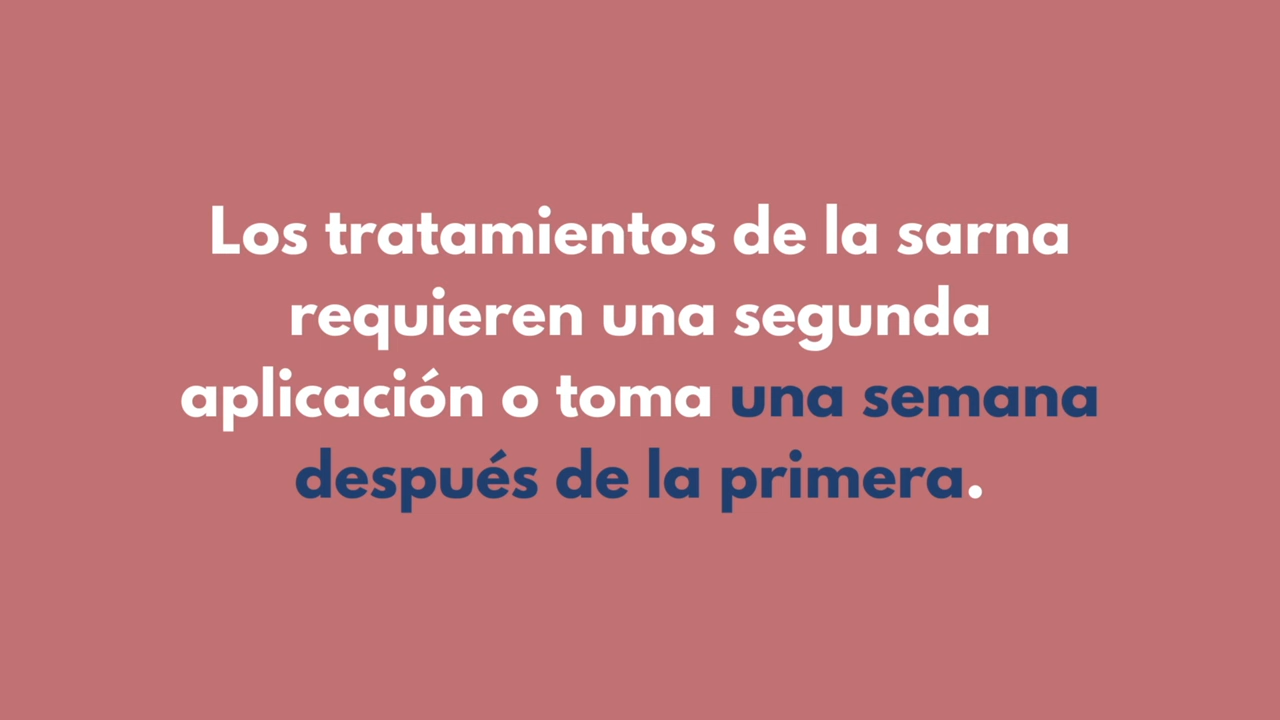 Los tratamientos de la sarna
requieren una segunda
aplicación o toma una semana
después de la primera.